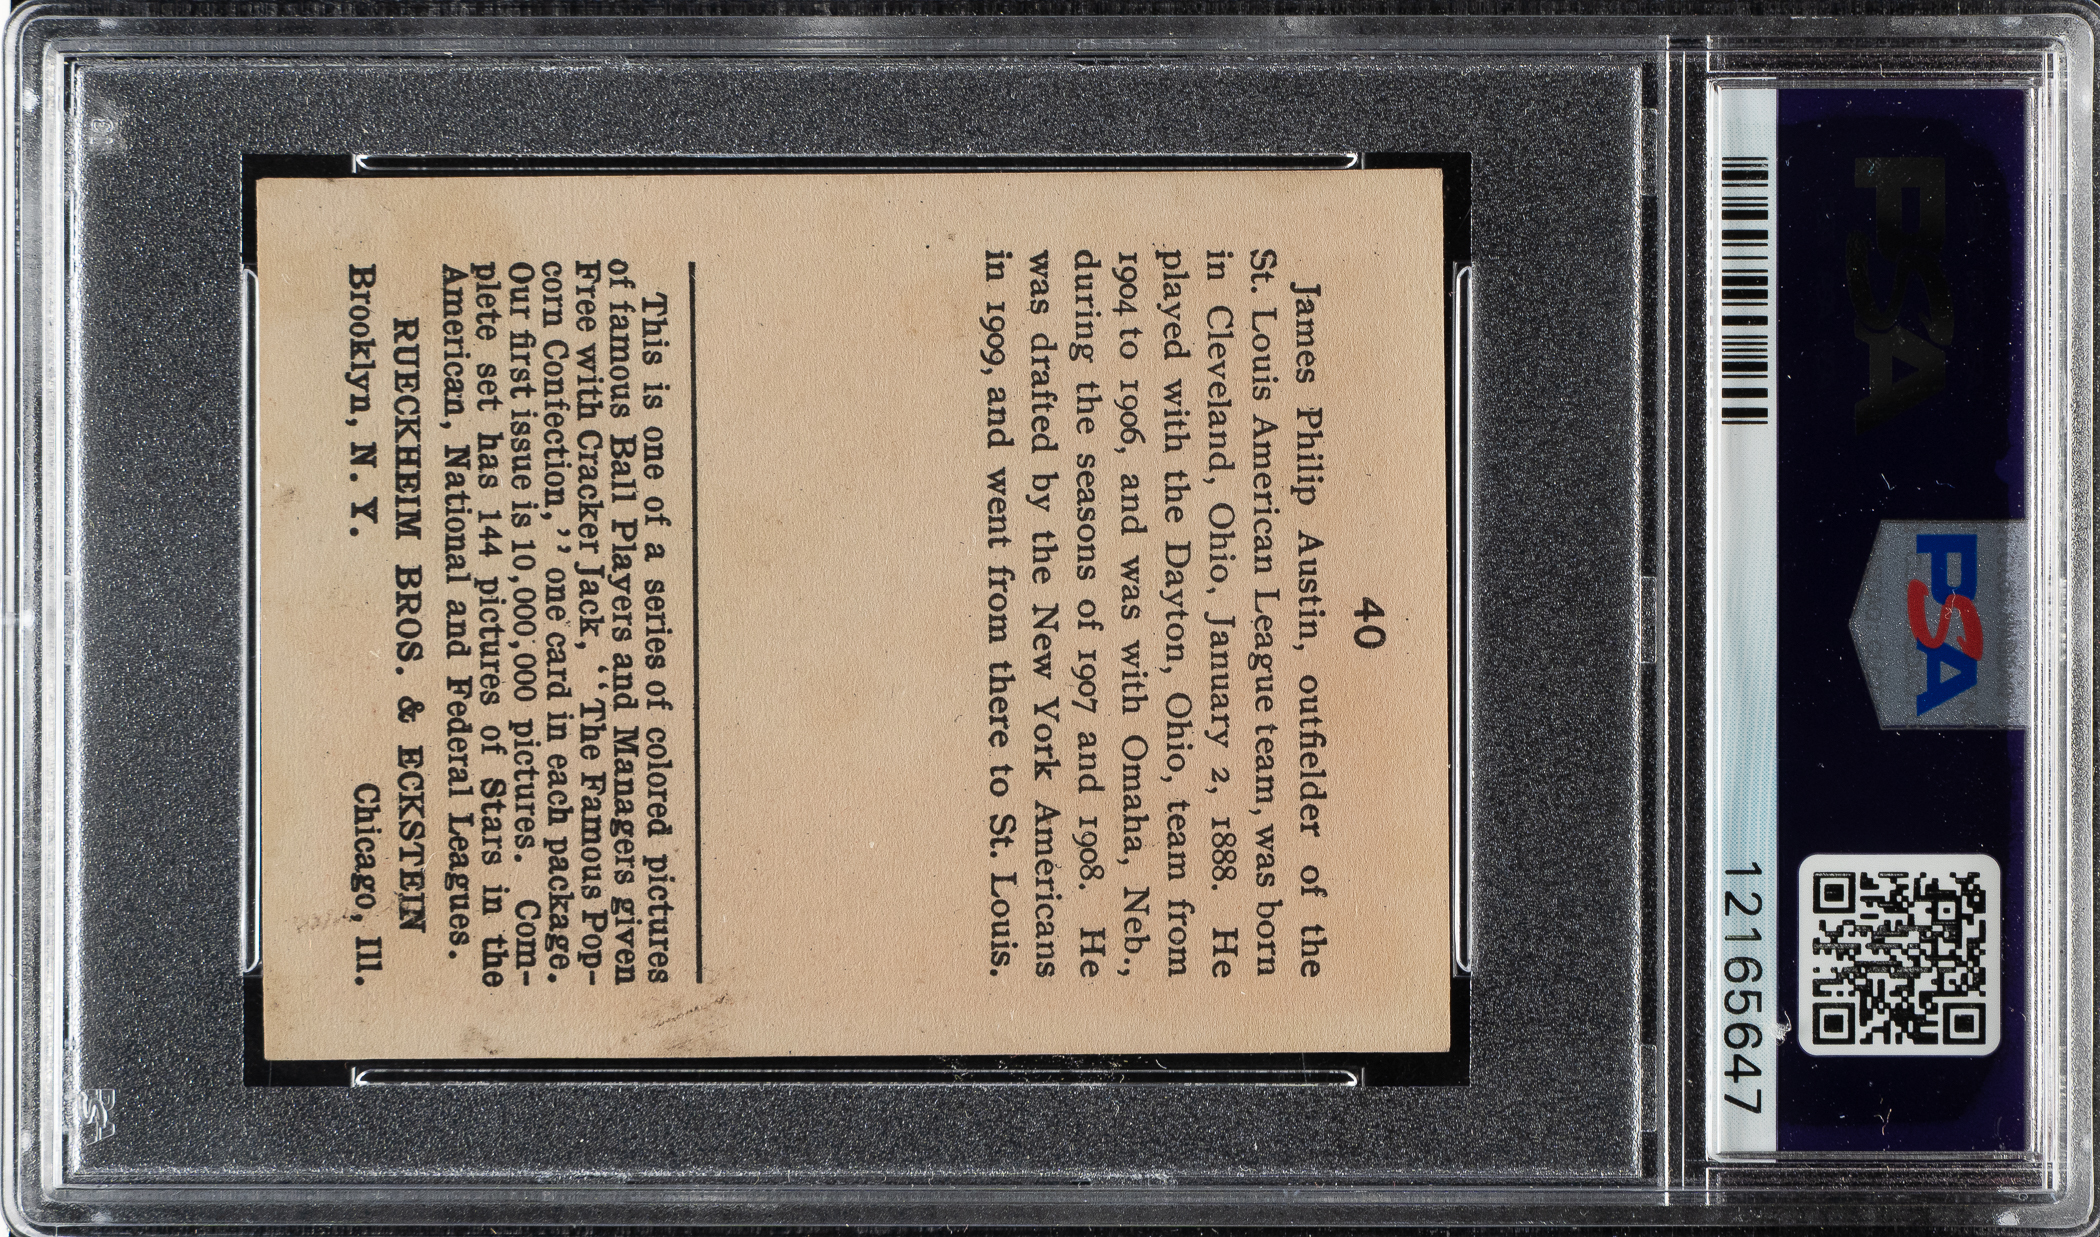 PSA
PSA
12165647
40
James Philip Austin, outfielder of the
St. Louis American League team, was born
in Cleveland, Ohio, January 2, 1888. He
played with the Dayton, Ohio, team from
1904 to 1906, and was with Omaha, Neb.,
during the seasons of 1907 and 1908. He
was drafted by the New York Americans
in 1909, and went from there to St. Louis.
This is one of a series of colored pictures
of famous Ball Players and Managers given
Free with Cracker Jack, "The Famous Pop-
corn Confection," one card in each package.
Our first issue is 10,000,000 pictures. Com-
plete set has 144 pictures of Stars in the
American, National and Federal Leagues.
RUECKHEIM BROS. & ECKSTEIN
Brooklyn, N. Y. Chicago, Ill.
PSA